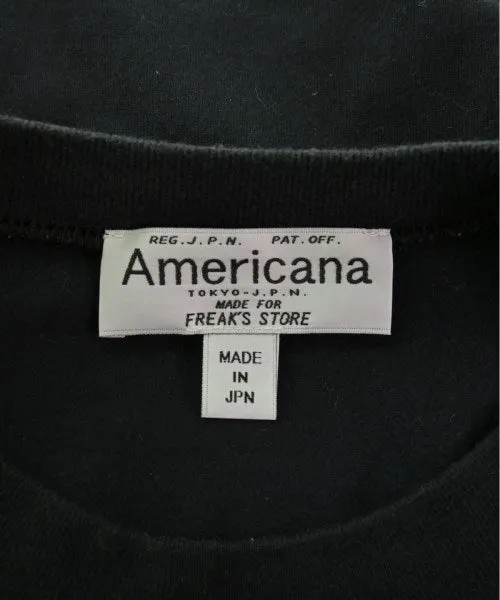 REG.J.P.N. PAT.OFF.
Americana
TOKYO-J.P.N.
MADE FOR
FREAK'S STORE
MADE
IN
JPN